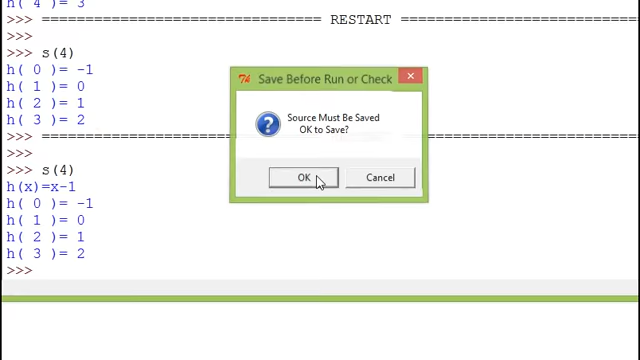 h( 4 )= 3
>>> ================================ RESTART ================================
>>>
>>> s(4)
h( 0 )= -1
h( 1 )= 0
h( 2 )= 1
h( 3 )= 2
>>> ================================ RESTART ================================
>>>
>>> s(4)
h(x)=x-1
h( 0 )= -1
h( 1 )= 0
h( 2 )= 1
h( 3 )= 2
>>>
Save Before Run or Check
Source Must Be Saved
OK to Save?
OK
Cancel